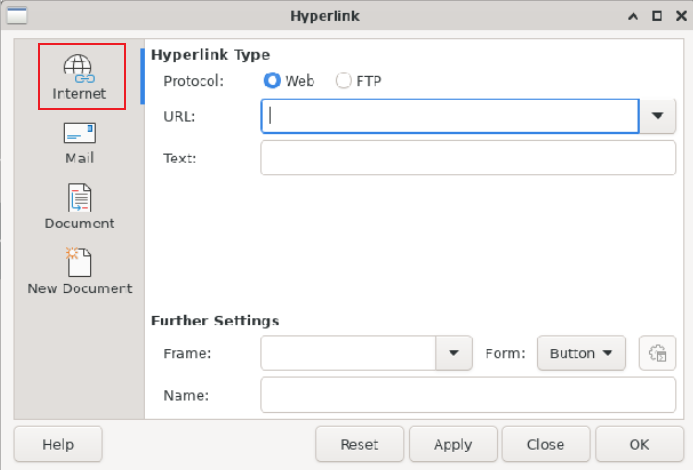 Hyperlink
Internet
Mail
Document
New Document
Hyperlink Type
Protocol: Web FTP
URL:
Text:
Further Settings
Frame: Form: Button
Name:
Help Reset Apply Close OK